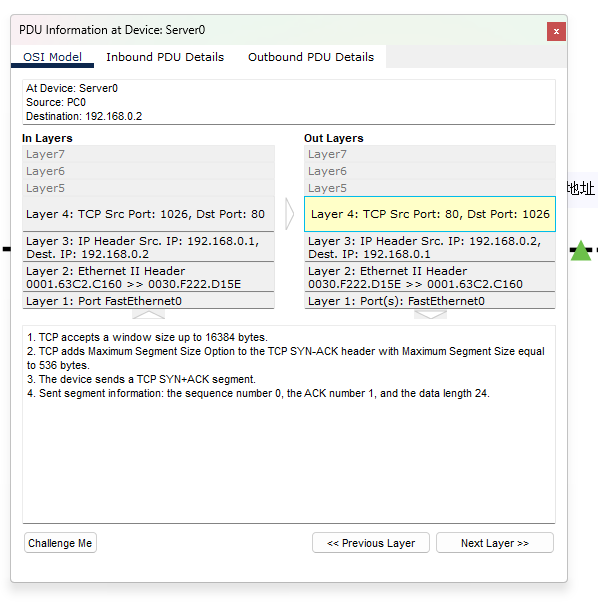 PDU Information at Device: Server0
x
OSI Model
Inbound PDU Details
Outbound PDU Details
At Device: Server0
Source: PC0
Destination: 192.168.0.2
In Layers
Layer7
Layer6
Layer5
Layer 4: TCP Src Port: 1026, Dst Port: 80
Layer 3: IP Header Src. IP: 192.168.0.1,
Dest. IP: 192.168.0.2
Layer 2: Ethernet II Header
0001.63C2.C160 >> 0030.F222.D15E
Layer 1: Port FastEthernet0
Out Layers
Layer7
Layer6
Layer5
Layer 4: TCP Src Port: 80, Dst Port: 1026
Layer 3: IP Header Src. IP: 192.168.0.2,
Dest. IP: 192.168.0.1
Layer 2: Ethernet II Header
0030.F222.D15E >> 0001.63C2.C160
Layer 1: Port(s): FastEthernet0
地址
1. TCP accepts a window size up to 16384 bytes.
2. TCP adds Maximum Segment Size Option to the TCP SYN-ACK header with Maximum Segment Size equal
to 536 bytes.
3. The device sends a TCP SYN+ACK segment.
4. Sent segment information: the sequence number 0, the ACK number 1, and the data length 24.
Challenge Me
<< Previous Layer
Next Layer >>